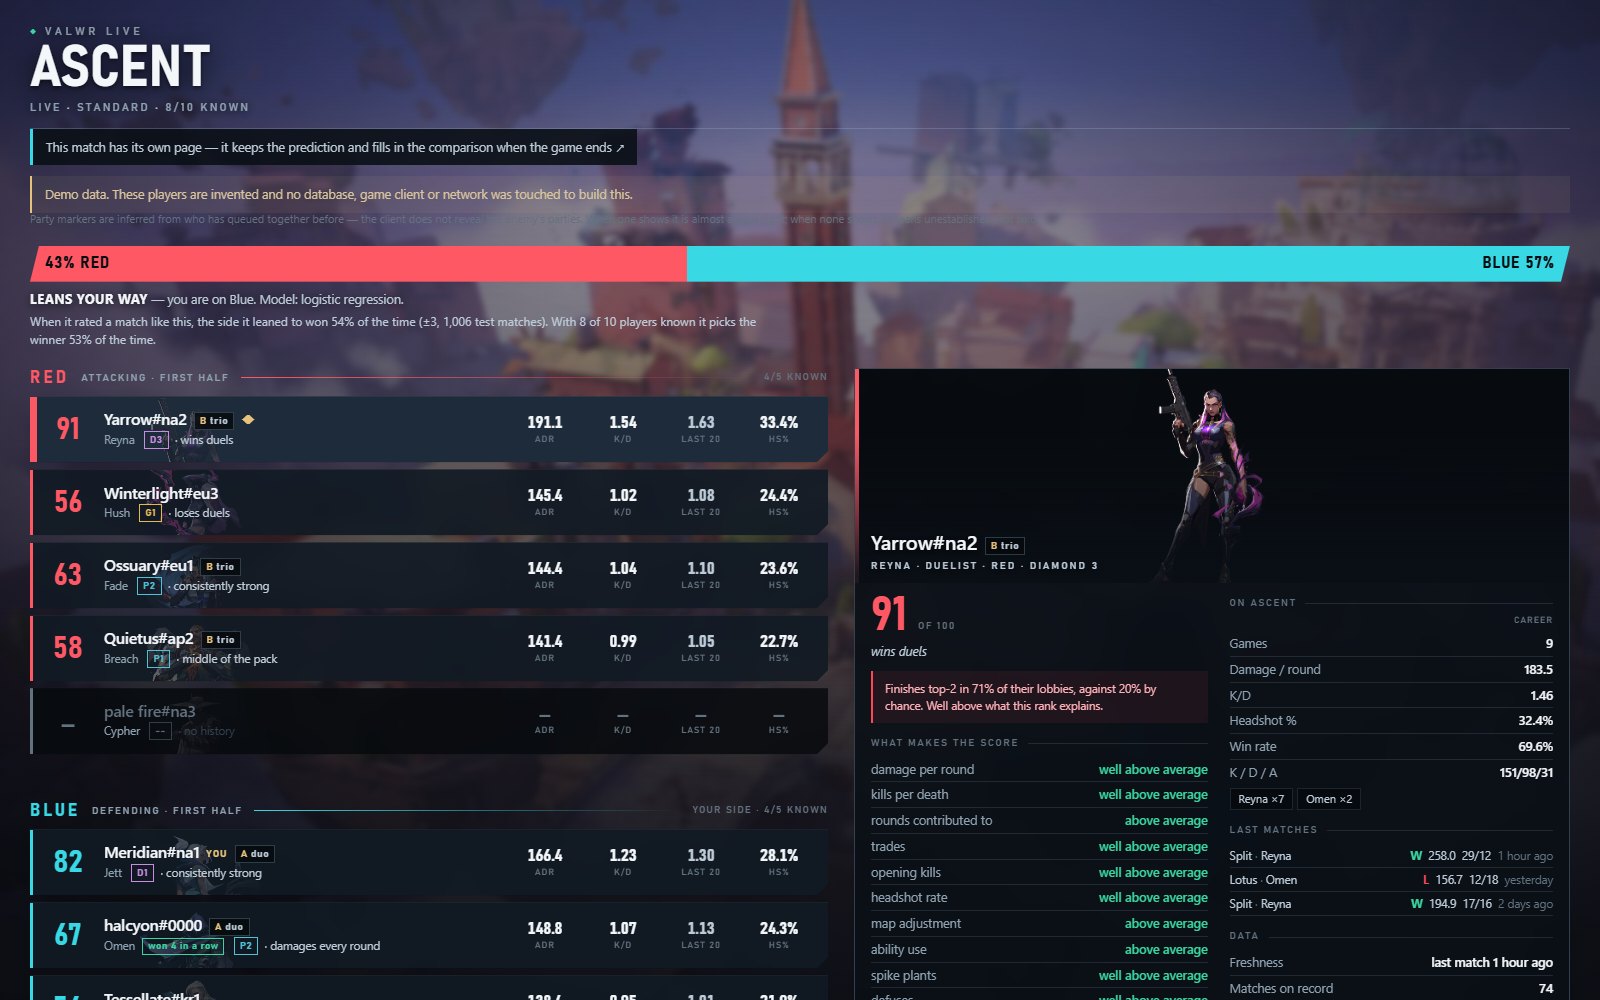 VALWR LIVE
ASCENT
LIVE · STANDARD · 8/10 KNOWN
This match has its own page — it keeps the prediction and fills in the comparison when the game ends ↗
Demo data. These players are invented and no database, game client or network was touched to build this.
Party markers are inferred from who has queued together before — the client does not reveal
one shows it is almost
when none
unestablished
43% RED
BLUE 57%
LEANS YOUR WAY — you are on Blue. Model: logistic regression.
When it rated a match like this, the side it leaned to won 54% of the time (±3, 1,006 test matches). With 8 of 10 players known it picks the
winner 53% of the time.
RED ATTACKING · FIRST HALF
4/5 KNOWN
91 Yarrow#na2 B trio
Reyna D3 · wins duels
191.1 1.54 1.63 33.4%
ADR K/D LAST 20 HS%
56 Winterlight#eu3
Hush G1 · loses duels
145.4 1.02 1.08 24.4%
ADR K/D LAST 20 HS%
63 Ossuary#eu1 B trio
Fade P2 · consistently strong
144.4 1.04 1.10 23.6%
ADR K/D LAST 20 HS%
58 Quietus#ap2 B trio
Breach P1 · middle of the pack
141.4 0.99 1.05 22.7%
ADR K/D LAST 20 HS%
— pale fire#na3
Cypher -- · no history
— — — —
ADR K/D LAST 20 HS%
BLUE DEFENDING · FIRST HALF
YOUR SIDE · 4/5 KNOWN
82 Meridian#na1 YOU A duo
Jett D1 · consistently strong
166.4 1.23 1.30 28.1%
ADR K/D LAST 20 HS%
67 halcyon#0000 A duo
Omen won 4 in a row P2 · damages every round
148.8 1.07 1.13 24.3%
ADR K/D LAST 20 HS%
Tessellate#kr1
Yarrow#na2 B trio
REYNA · DUELIST · RED · DIAMOND 3
91 OF 100
wins duels
Finishes top-2 in 71% of their lobbies, against 20% by
chance. Well above what this rank explains.
WHAT MAKES THE SCORE
damage per round well above average
kills per death well above average
rounds contributed to above average
trades well above average
opening kills well above average
headshot rate well above average
map adjustment above average
ability use above average
spike plants well above average
defuses
ON ASCENT
CAREER
Games 9
Damage / round 183.5
K/D 1.46
Headshot % 32.4%
Win rate 69.6%
K / D / A 151/98/31
Reyna ×7 Omen ×2
LAST MATCHES
Split · Reyna W 258.0 29/12 1 hour ago
Lotus · Omen L 156.7 12/18 yesterday
Split · Reyna W 194.9 17/16 2 days ago
DATA
Freshness last match 1 hour ago
Matches on record 74